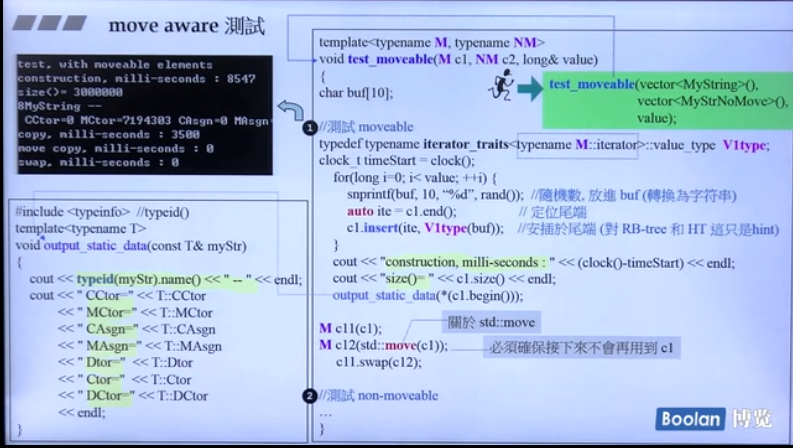 move aware 測試
test, with moveable elements
construction, milli-seconds : 8547
size()= 3000000
8MyString --
CCtor=0 MCtor=7194303 CAsgn=0 MAsgn
copy, milli-seconds : 3500
move copy, milli-seconds : 0
swap, milli-seconds : 0
#include <typeinfo> //typeid()
template<typename T>
void output_static_data(const T& myStr)
{
cout << typeid(myStr).name() << " -- " << endl;
cout << " CCtor=" << T::CCtor
<< " MCtor=" << T::MCtor
<< " CAsgn=" << T::CAsgn
<< " MAsgn=" << T::MAsgn
<< " Dtor=" << T::Dtor
<< " Ctor=" << T::Ctor
<< " DCtor=" << T::DCtor
<< endl;
}
template<typename M, typename NM>
void test_moveable(M c1, NM c2, long& value)
{
char buf[10];
test_moveable(vector<MyString>(),
vector<MyStrNoMove>(),
value);
1 //測試 moveable
typedef typename iterator_traits<typename M::iterator>::value_type V1type;
clock_t timeStart = clock();
for(long i=0; i< value; ++i) {
snprintf(buf, 10, "%d", rand()); //隨機數, 放進 buf (轉換為字符串)
auto ite = c1.end(); // 定位尾端
c1.insert(ite, V1type(buf)); //安插於尾端 (對 RB-tree 和 HT 這只是hint)
}
cout << "construction, milli-seconds : " << (clock()-timeStart) << endl;
cout << "size()= " << c1.size() << endl;
output_static_data(*(c1.begin()));
M c11(c1);
關於 std::move
M c12(std::move(c1));
必須確保接下來不會再用到 c1
c11.swap(c12);
2 //測試 non-moveable
...
}
Boolan 博览